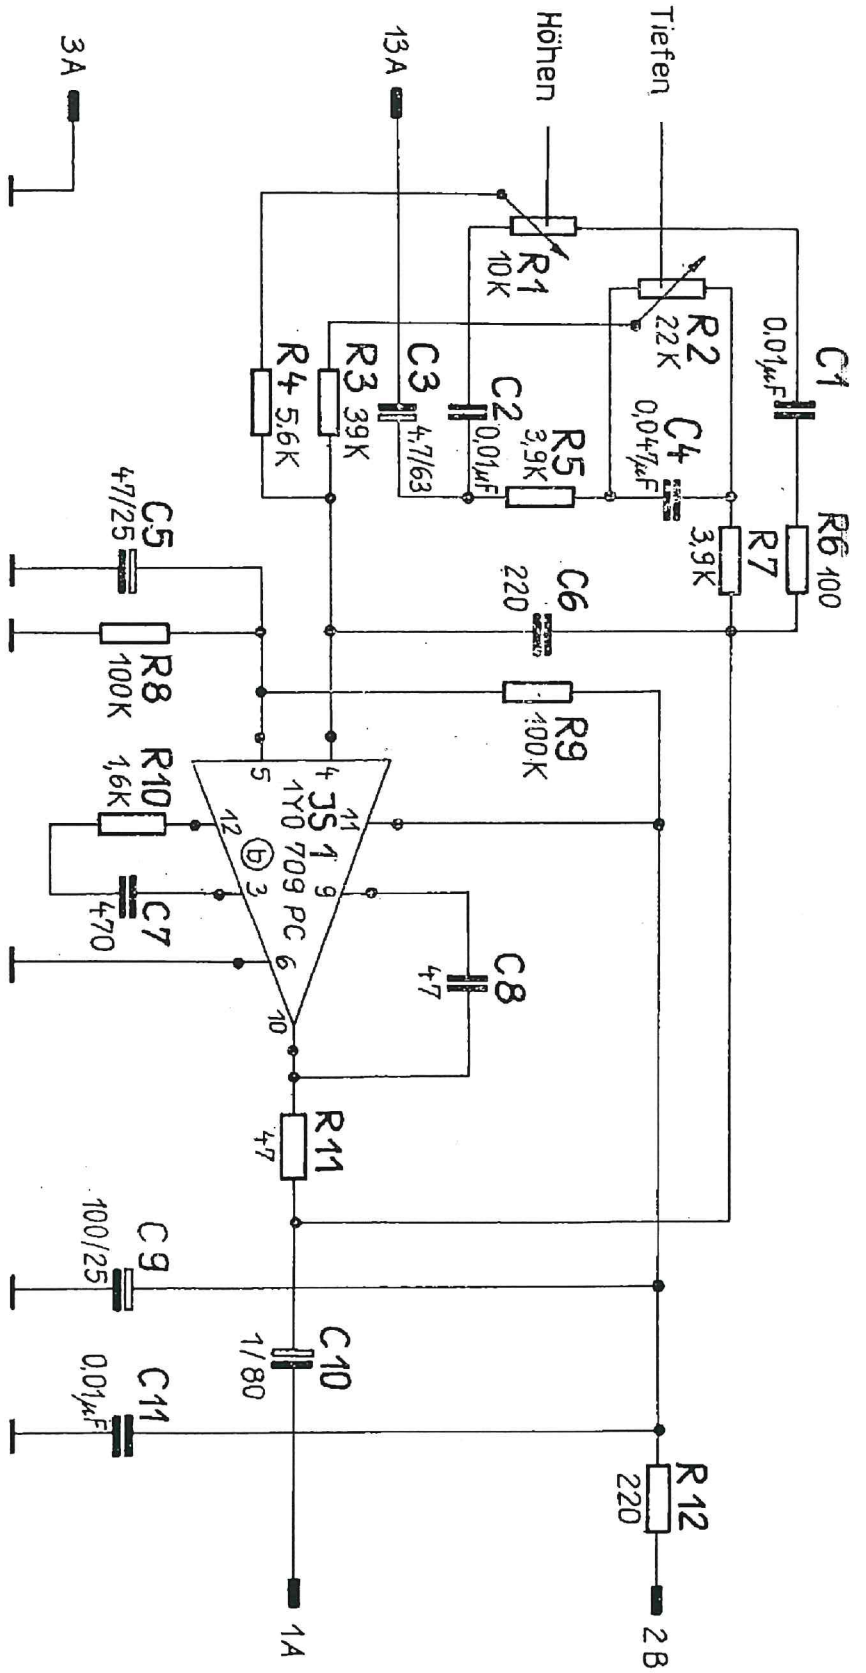 Tiefen
Höhen
13A
3A
C1
0,01µF
R6
100
R2
22K
C4
0,047µF
R7
3,9K
R1
10K
C2
0,01µF
R5
3,9K
C3
4,7/63
R3
39K
R4
5,6K
C6
220
R9
100K
C5
47/25
R8
100K
R10
1,6K
C7
470
JS 1
1Y0 709 PC
b
4
5
11
9
12
3
6
10
C8
47
R11
47
C9
100/25
C10
1/80
C11
0,01µF
R12
220
1A
2B